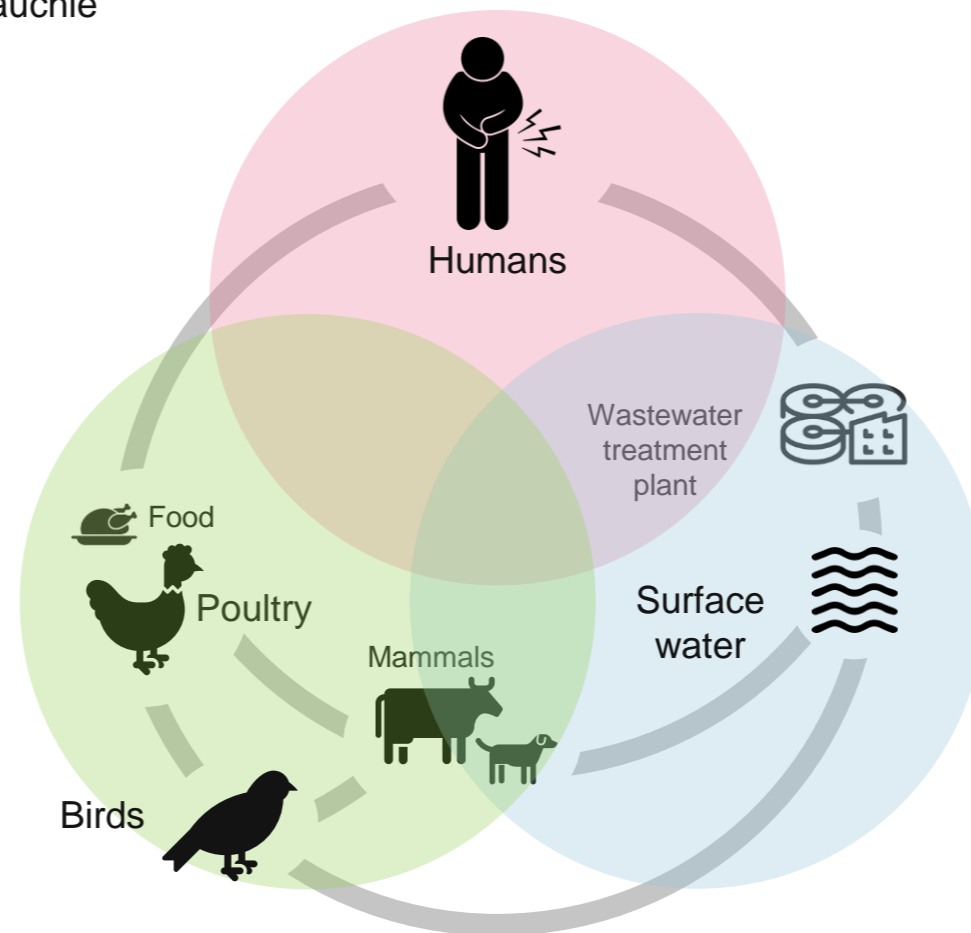 Humans
Wastewater
treatment
plant
Food
Poultry
Surface
water
Mammals
Birds